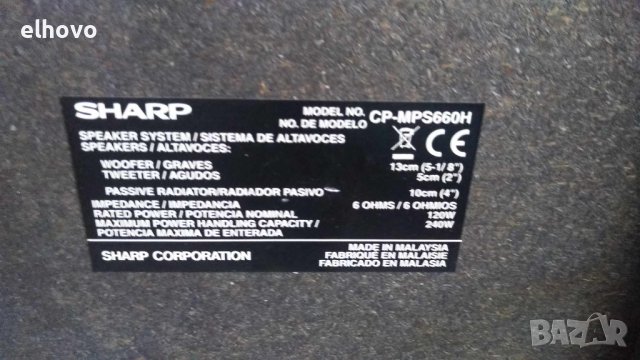 elhovo
SHARP
MODEL NO. CP-MPS660H
NO. DE MODELO
SPEAKER SYSTEM / SISTEMA DE ALTAVOCES
SPEAKERS / ALTAVOCES:
WOOFER / GRAVES 13cm (5-1/8")
TWEETER / AGUDOS 5cm (2")
PASSIVE RADIATOR/RADIADOR PASIVO 10cm (4")
IMPEDANCE / IMPEDANCIA 6 OHMS / 6 OHMIOS
RATED POWER / POTENCIA NOMINAL 120W
MAXIMUM POWER HANDLING CAPACITY / 240W
POTENCIA MAXIMA DE ENTERADA
SHARP CORPORATION
MADE IN MALAYSIA
FABRIQUÉ EN MALAISIE
FABRICADO EN MALASIA
BAZAR